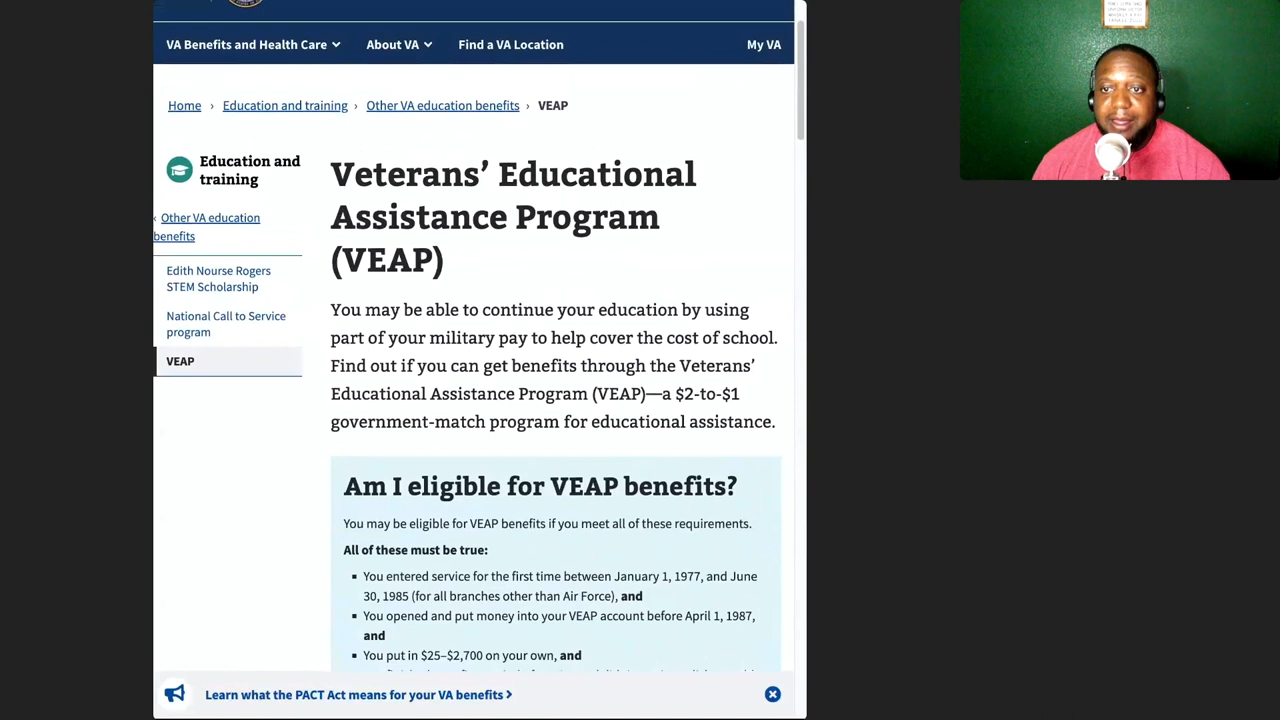 VA Benefits and Health Care
About VA
Find a VA Location
My VA
Home › Education and training › Other VA education benefits › VEAP
Education and
training
‹ Other VA education
benefits
Edith Nourse Rogers
STEM Scholarship
National Call to Service
program
VEAP
Veterans’ Educational
Assistance Program
(VEAP)
You may be able to continue your education by using
part of your military pay to help cover the cost of school.
Find out if you can get benefits through the Veterans’
Educational Assistance Program (VEAP)—a $2-to-$1
government-match program for educational assistance.
Am I eligible for VEAP benefits?
You may be eligible for VEAP benefits if you meet all of these requirements.
All of these must be true:
▪ You entered service for the first time between January 1, 1977, and June
30, 1985 (for all branches other than Air Force), and
▪ You opened and put money into your VEAP account before April 1, 1987,
and
▪ You put in $25–$2,700 on your own, and
Learn what the PACT Act means for your VA benefits